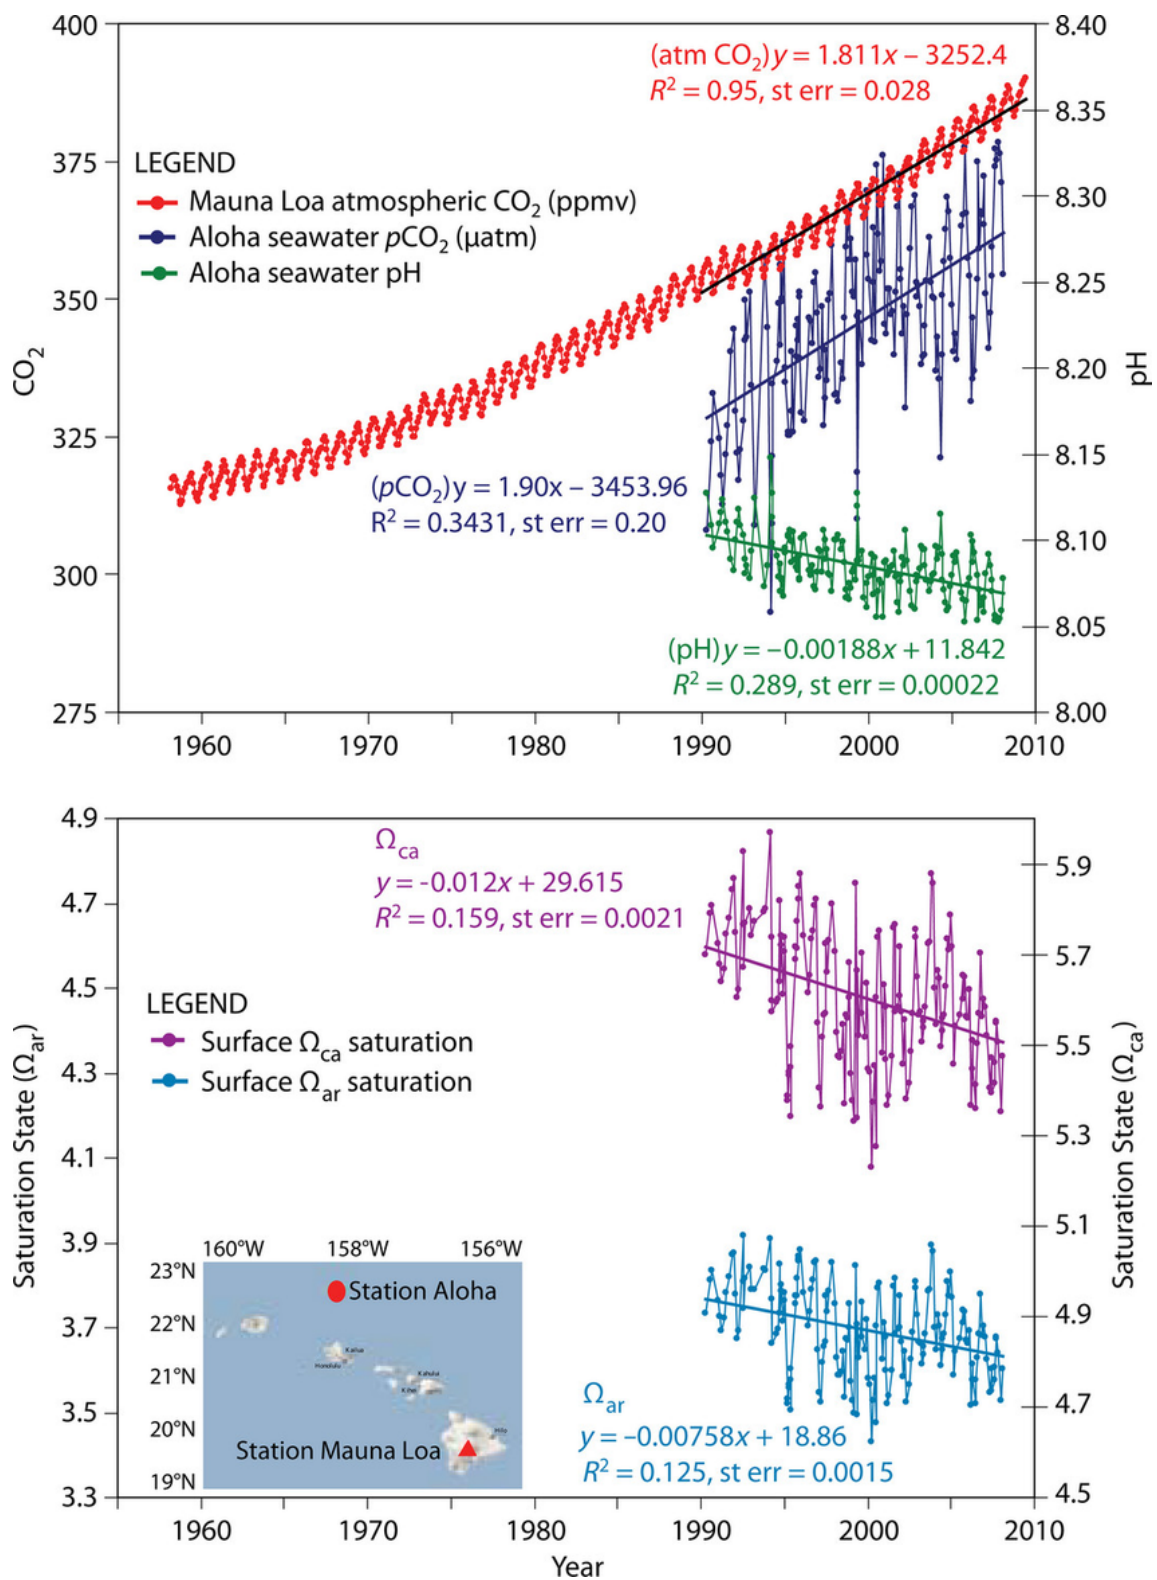 400
375
350
325
300
275
CO₂
8.40
8.35
8.30
8.25
8.20
8.15
8.10
8.05
8.00
pH
(atm CO₂) y = 1.811x – 3252.4
R² = 0.95, st err = 0.028
LEGEND
Mauna Loa atmospheric CO₂ (ppmv)
Aloha seawater pCO₂ (µatm)
Aloha seawater pH
(pCO₂) y = 1.90x – 3453.96
R² = 0.3431, st err = 0.20
(pH) y = –0.00188x + 11.842
R² = 0.289, st err = 0.00022
1960 1970 1980 1990 2000 2010
4.9
4.7
4.5
4.3
4.1
3.9
3.7
3.5
3.3
Saturation State (Ωar)
5.9
5.7
5.5
5.3
5.1
4.9
4.7
4.5
Saturation State (Ωca)
Ωca
y = -0.012x + 29.615
R² = 0.159, st err = 0.0021
LEGEND
Surface Ωca saturation
Surface Ωar saturation
160°W 158°W 156°W
23°N
22°N
21°N
20°N
19°N
Station Aloha
Kailua
Honolulu
Kahului
Kihei
Hilo
Station Mauna Loa
Ωar
y = –0.00758x + 18.86
R² = 0.125, st err = 0.0015
1960 1970 1980 1990 2000 2010
Year